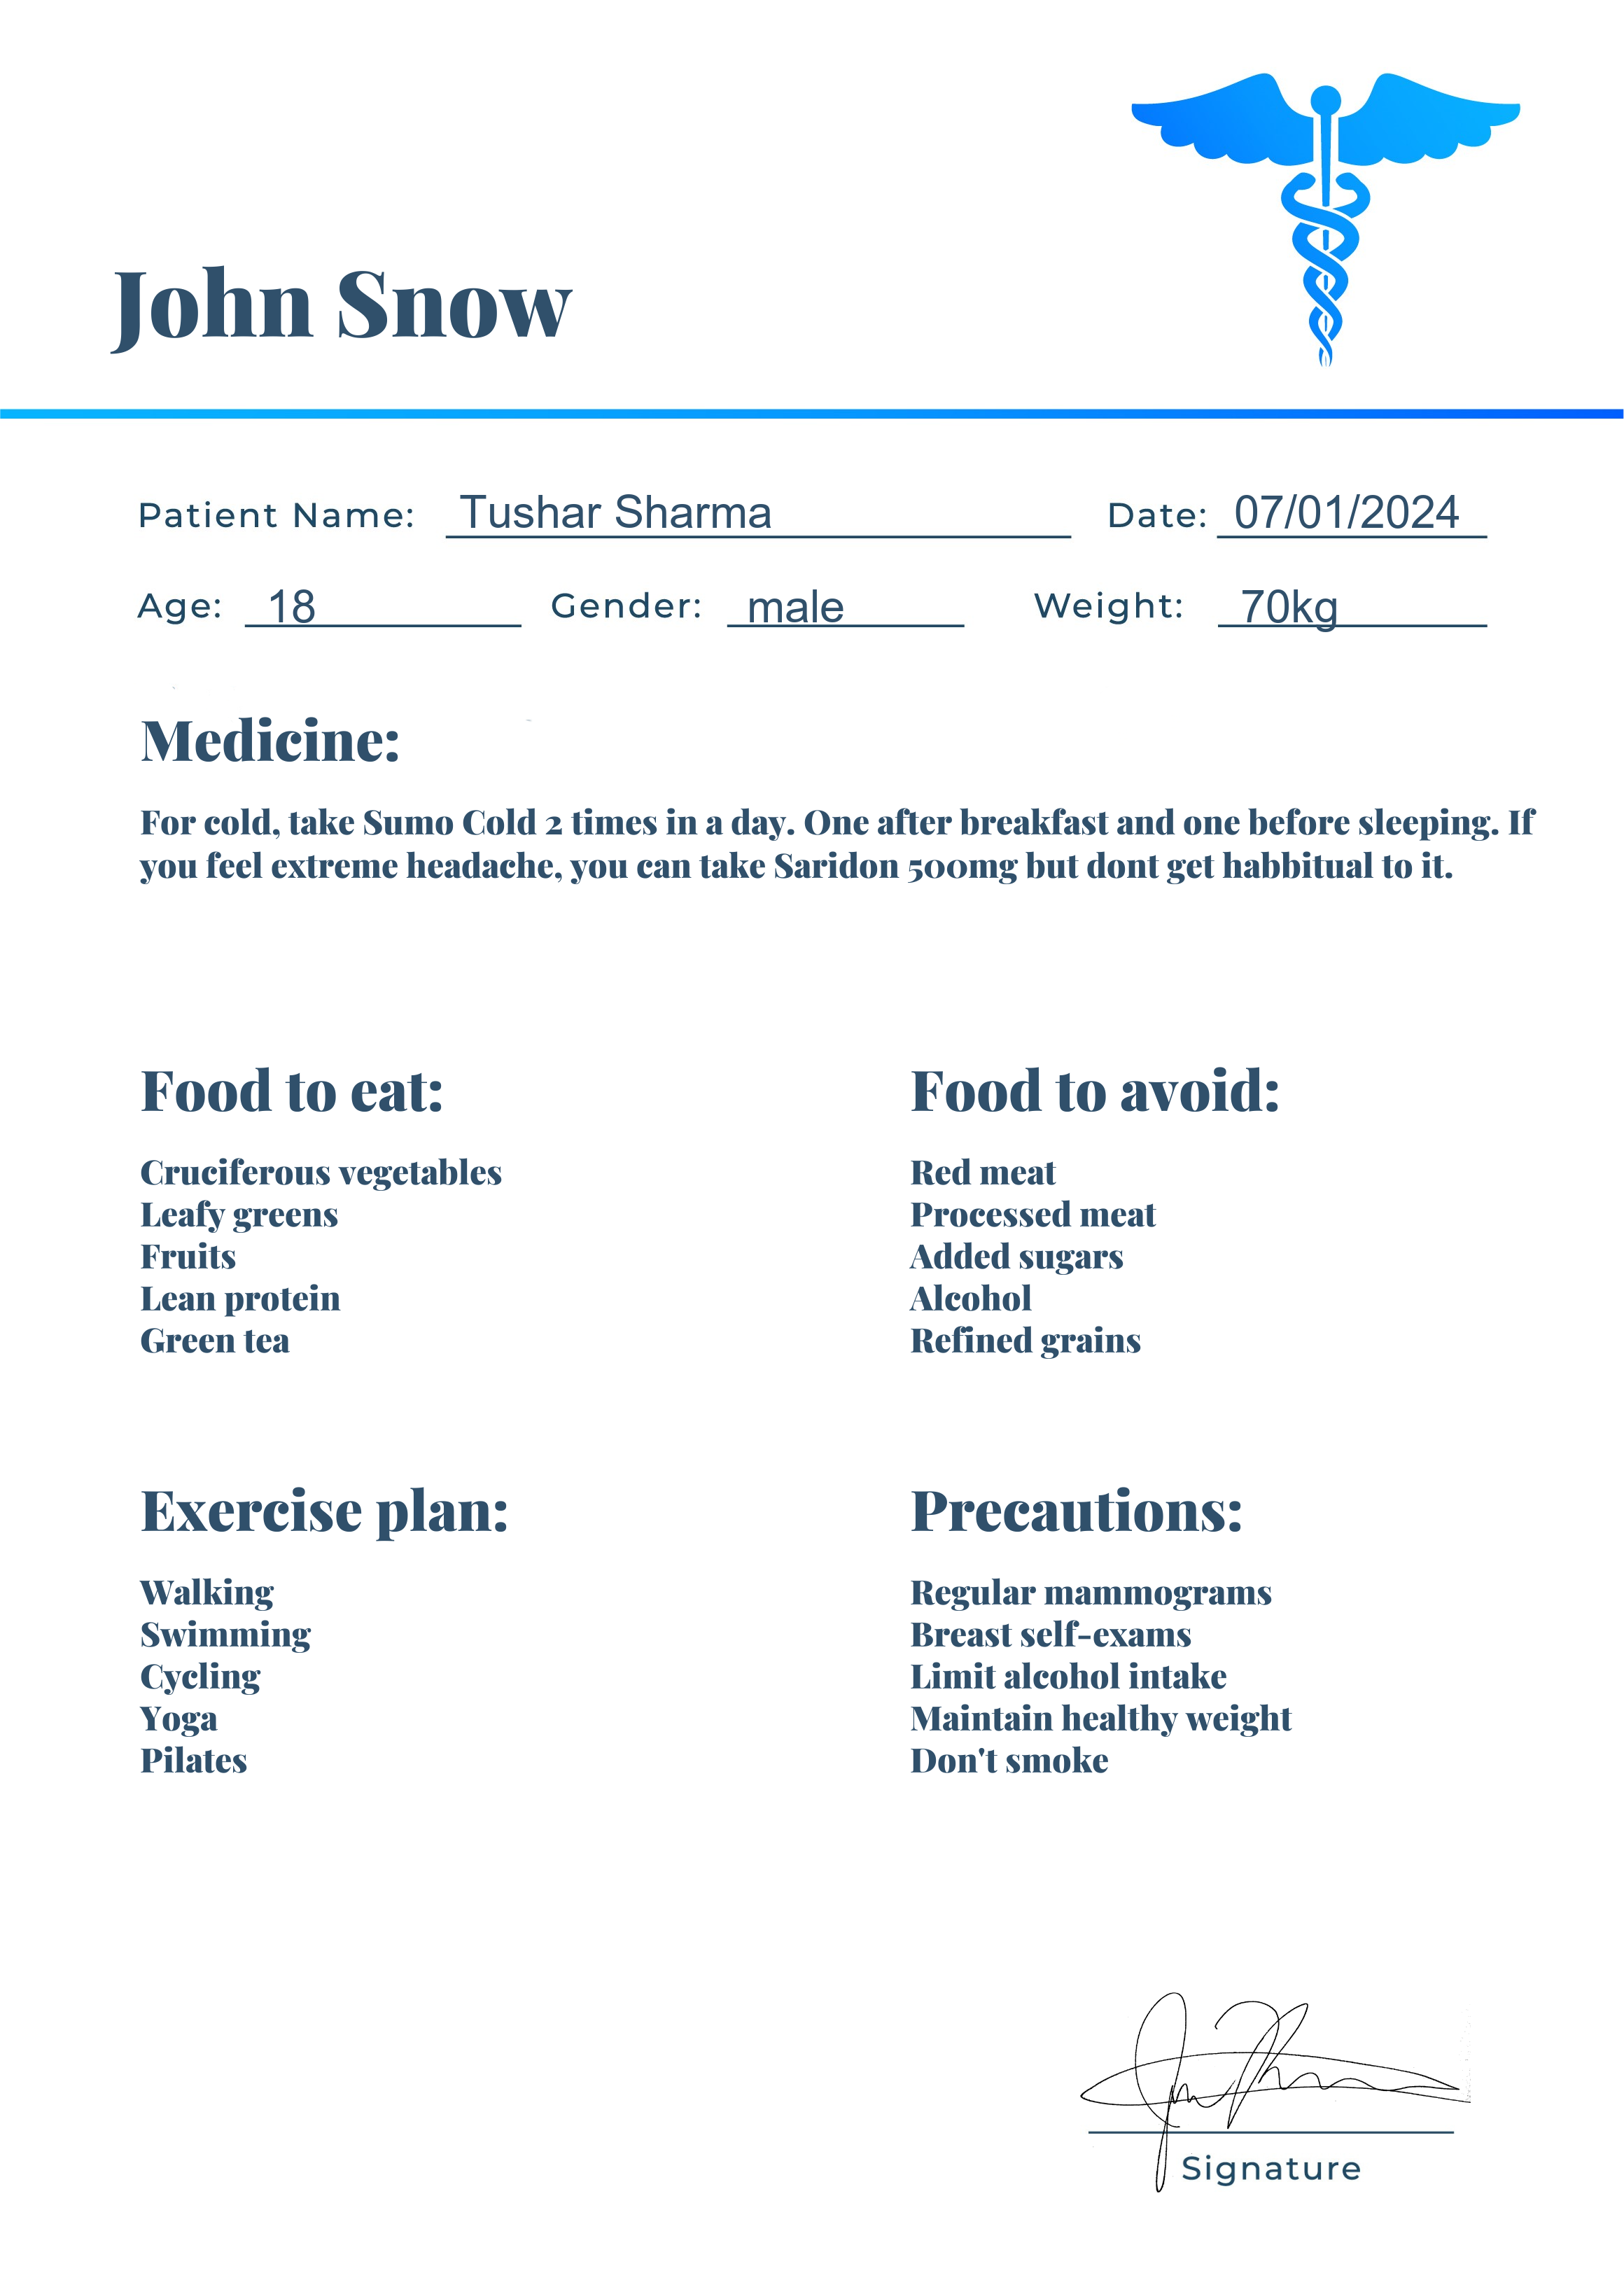 John Snow
Patient Name: Tushar Sharma Date: 07/01/2024
Age: 18 Gender: male Weight: 70kg
Medicine:
For cold, take Sumo Cold 2 times in a day. One after breakfast and one before sleeping. If
you feel extreme headache, you can take Saridon 500mg but dont get habbitual to it.
Food to eat:
Cruciferous vegetables
Leafy greens
Fruits
Lean protein
Green tea
Food to avoid:
Red meat
Processed meat
Added sugars
Alcohol
Refined grains
Exercise plan:
Walking
Swimming
Cycling
Yoga
Pilates
Precautions:
Regular mammograms
Breast self-exams
Limit alcohol intake
Maintain healthy weight
Don't smoke
Signature